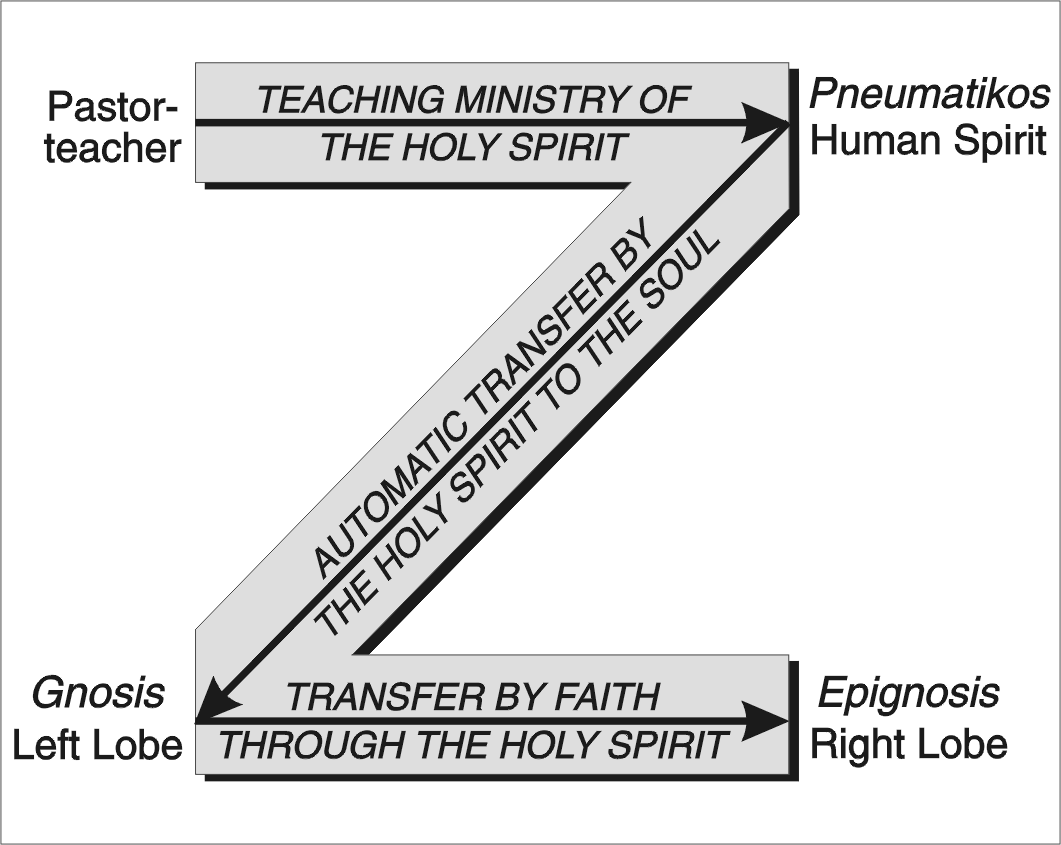 Pastor-
teacher
TEACHING MINISTRY OF
THE HOLY SPIRIT
Pneumatikos
Human Spirit
AUTOMATIC TRANSFER BY
THE HOLY SPIRIT TO THE SOUL
Gnosis
Left Lobe
TRANSFER BY FAITH
THROUGH THE HOLY SPIRIT
Epignosis
Right Lobe